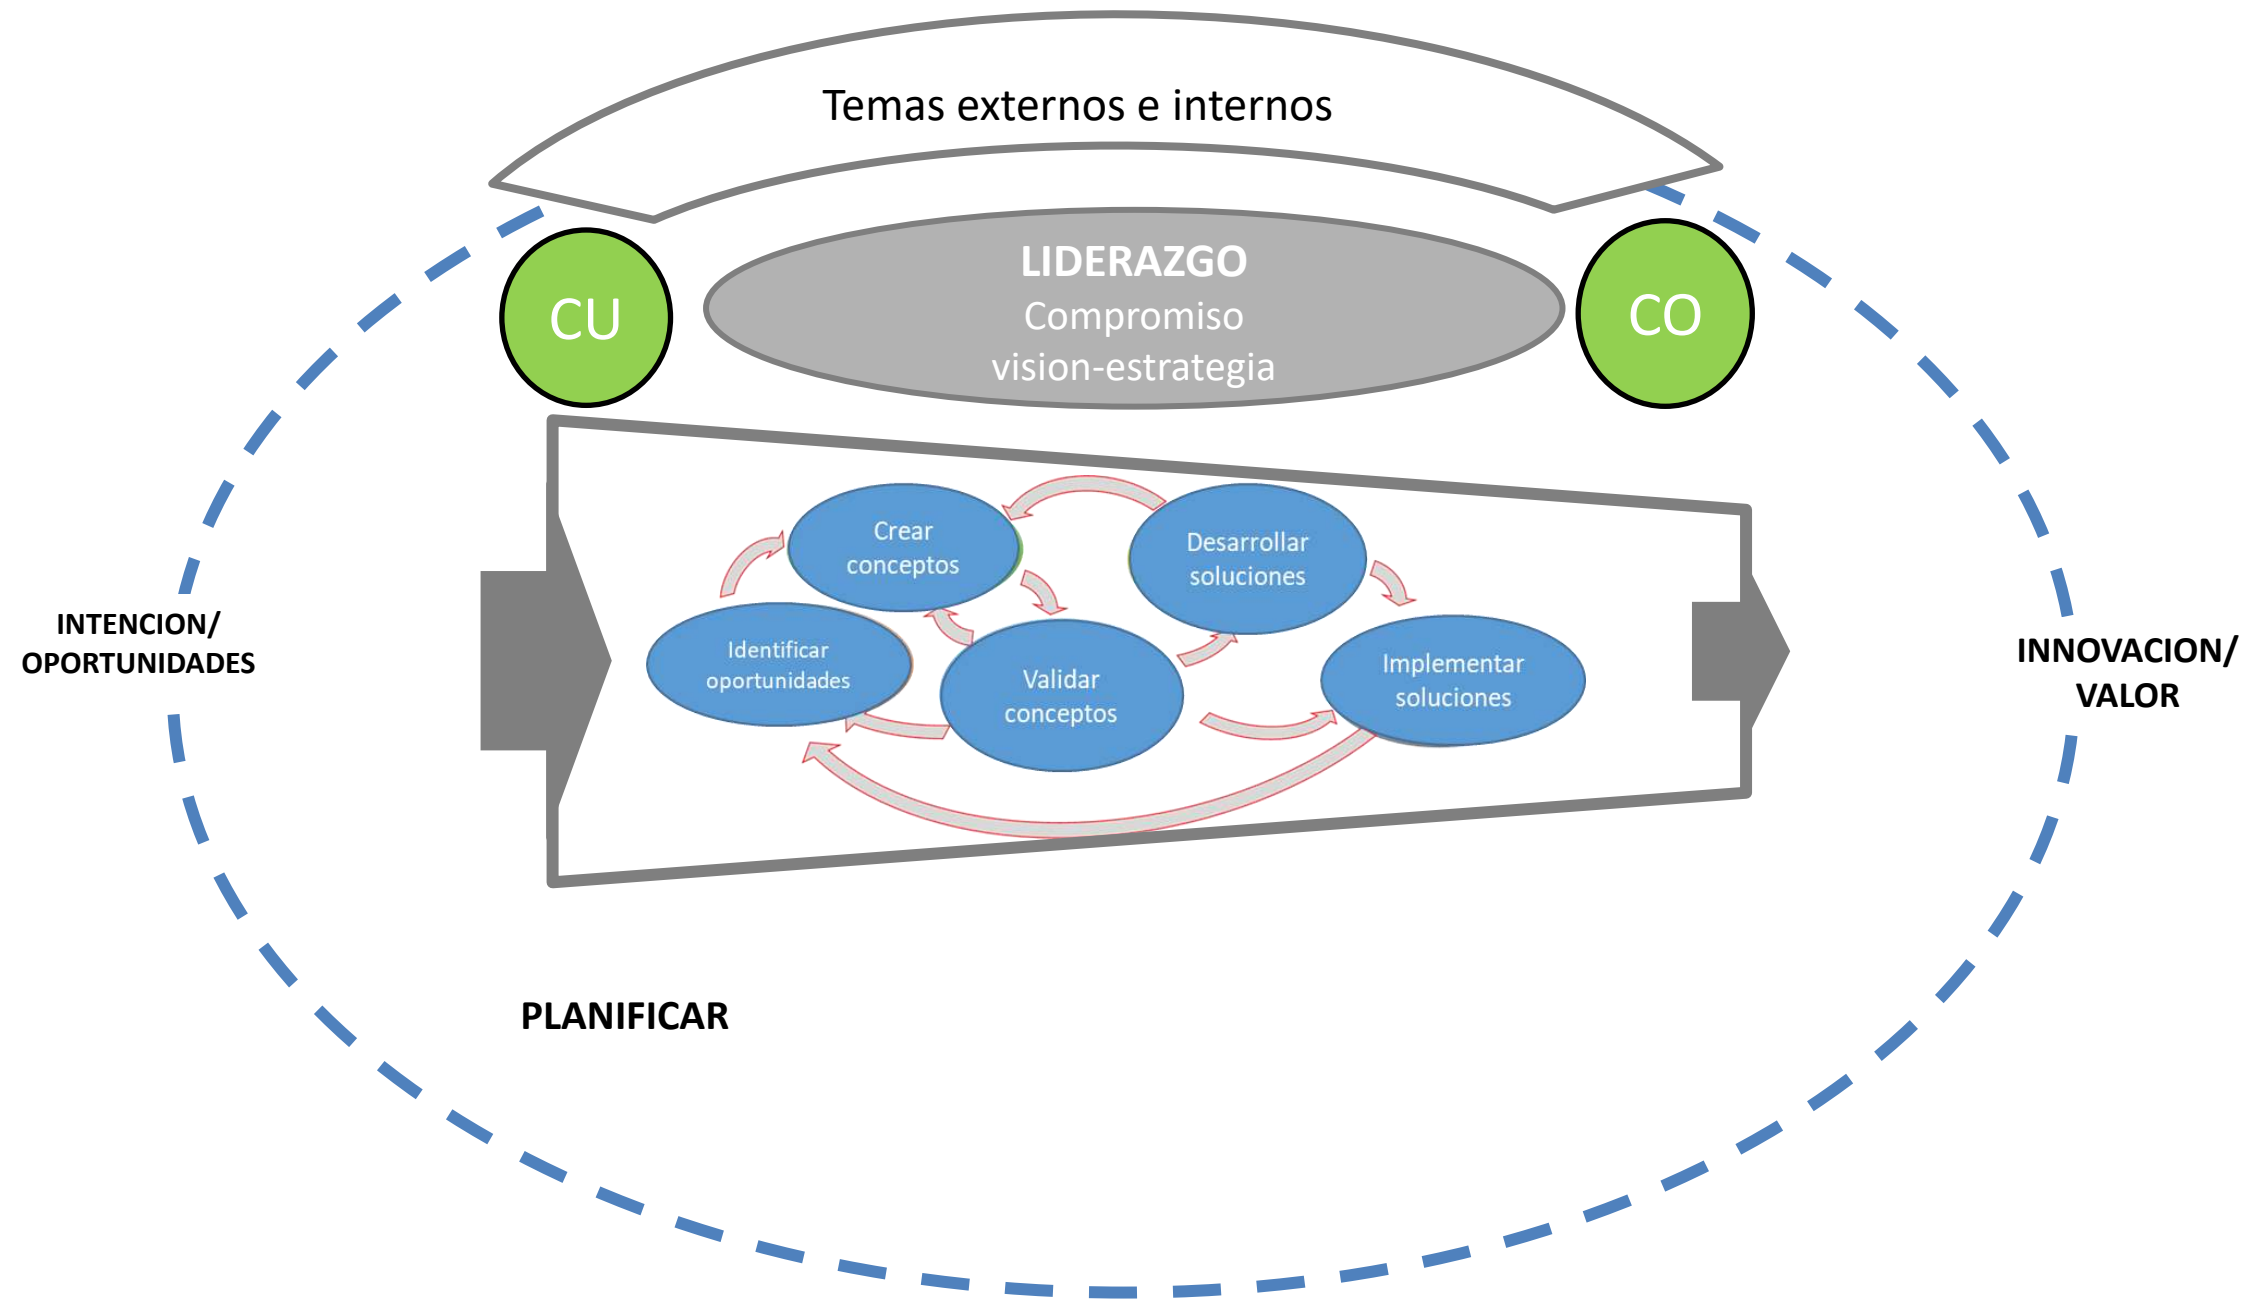 Temas externos e internos
CU
LIDERAZGO
Compromiso
vision-estrategia
CO
Crear
conceptos
Desarrollar
soluciones
INTENCION/
OPORTUNIDADES
Identificar
oportunidades
Validar
conceptos
Implementar
soluciones
INNOVACION/
VALOR
PLANIFICAR